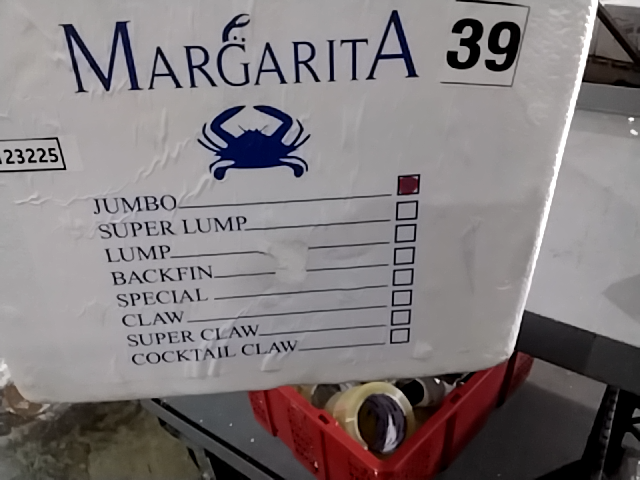 MARGARITA
39
23225
JUMBO
SUPER LUMP
LUMP
BACKFIN
SPECIAL
CLAW
SUPER CLAW
COCKTAIL CLAW